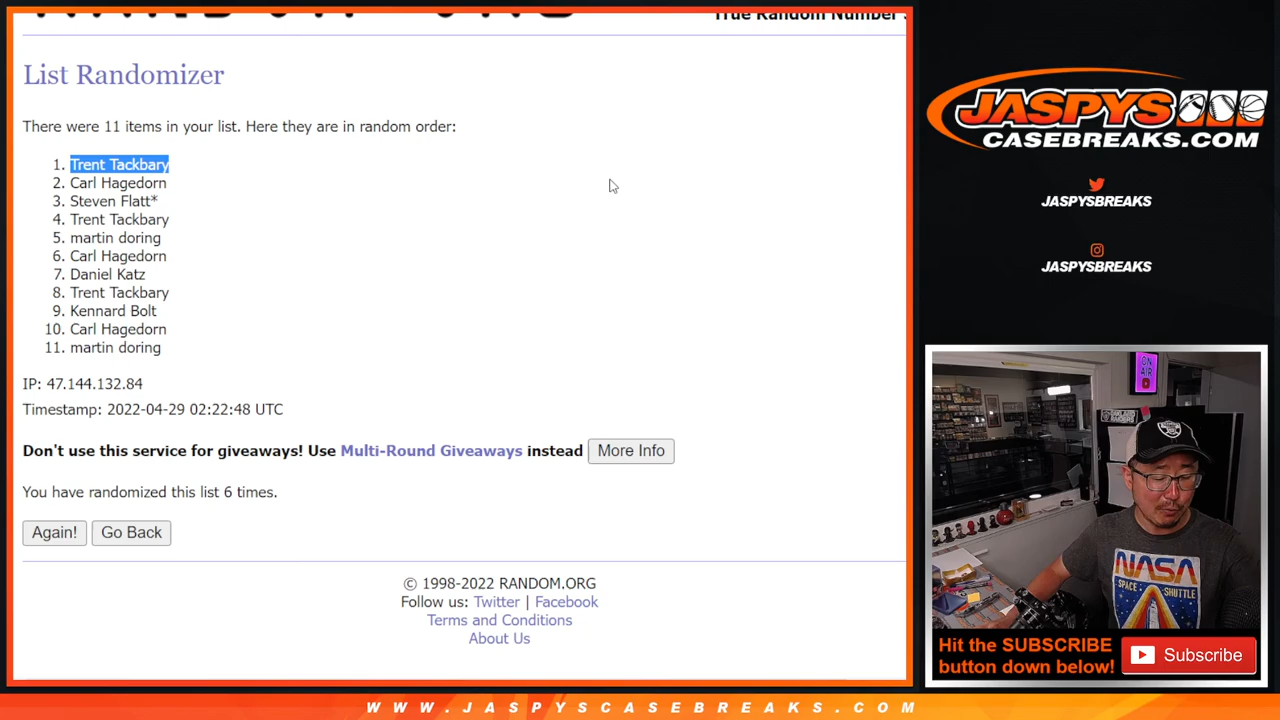 True Random Number
List Randomizer
There were 11 items in your list. Here they are in random order:
1. Trent Tackbary
2. Carl Hagedorn
3. Steven Flatt*
4. Trent Tackbary
5. martin doring
6. Carl Hagedorn
7. Daniel Katz
8. Trent Tackbary
9. Kennard Bolt
10. Carl Hagedorn
11. martin doring
IP: 47.144.132.84
Timestamp: 2022-04-29 02:22:48 UTC
Don't use this service for giveaways! Use Multi-Round Giveaways instead More Info
You have randomized this list 6 times.
Again! Go Back
© 1998-2022 RANDOM.ORG
Follow us: Twitter | Facebook
Terms and Conditions
About Us
JASPYS
CASEBREAKS.COM
JASPYSBREAKS
JASPYSBREAKS
ON
AIR
NASA
SPACE SHUTTLE
Hit the SUBSCRIBE
button down below!
Subscribe
WWW.JASPYSCASEBREAKS.COM